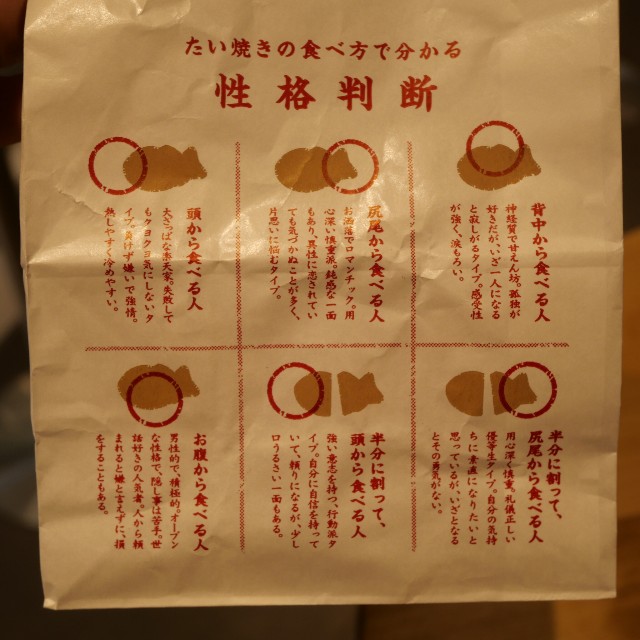 たい焼きの食べ方で分かる
性格判断
背中から食べる人
神経質で甘えん坊。孤独が
好きだが、いざ一人になる
と寂しがるタイプ。感受性
が強く、涙もろい。
尻尾から食べる人
お洒落でロマンチック。用
心深い慎重派。鈍感な一面
もあり、異性に恋されてい
ても気づかぬことが多く、
片思いに悩むタイプ。
頭から食べる人
大ざっぱな楽天家。失敗して
もクヨクヨ気にしないタ
イプ。負けず嫌いで強情。
熱しやすく冷めやすい。
半分に割って、
尻尾から食べる人
用心深く慎重、礼儀正しい
優等生タイプ。自分の気持
ちに素直になりたいと
思っているが、いざとなる
とその勇気がない。
半分に割って、
頭から食べる人
強い意志を持つ、行動派タ
イプ。自分に自信を持って
いて、頼りになるが、少し
口うるさい一面もある。
お腹から食べる人
男性的で、積極的。オープン
な性格で、隠し事は苦手。世
話好きの人気者。人から頼
まれると嫌と言えずに、損
をすることもある。